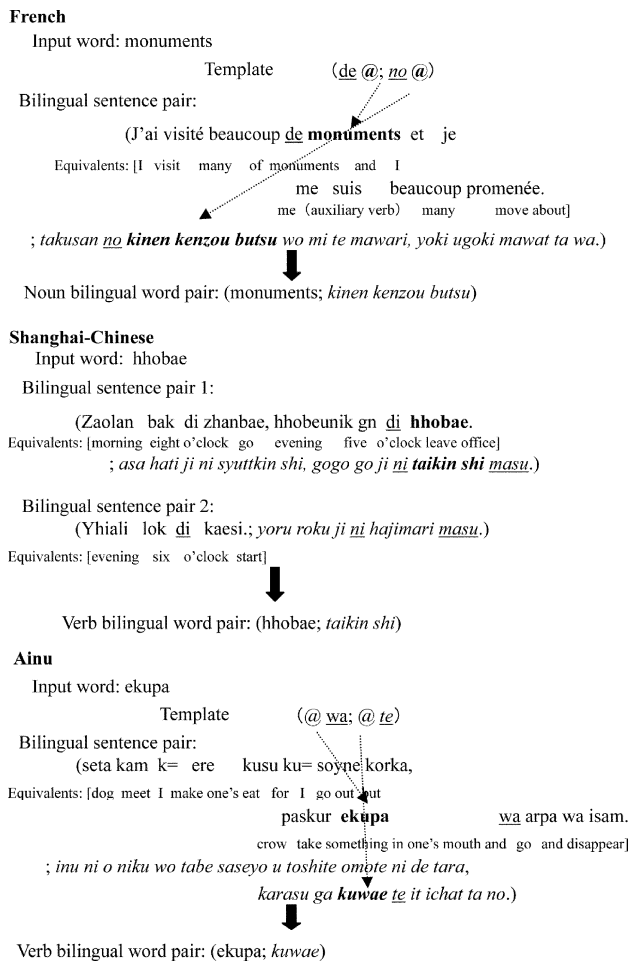 French
Input word: monuments
Template (de @; no @)
Bilingual sentence pair:
(J'ai visité beaucoup de monuments et je
Equivalents: [I visit many of monuments and I
me suis beaucoup promenée.
me (auxiliary verb) many move about]
; takusan no kinen kenzou butsu wo mi te mawari, yoki ugoki mawat ta wa.)
Noun bilingual word pair: (monuments; kinen kenzou butsu)
Shanghai-Chinese
Input word: hhobae
Bilingual sentence pair 1:
(Zaolan bak di zhanbae, hhobeunik gn di hhobae.
Equivalents: [morning eight o'clock go evening five o'clock leave office]
; asa hati ji ni syuttkin shi, gogo go ji ni taikin shi masu.)
Bilingual sentence pair 2:
(Yhiali lok di kaesi.; yoru roku ji ni hajimari masu.)
Equivalents: [evening six o'clock start]
Verb bilingual word pair: (hhobae; taikin shi)
Ainu
Input word: ekupa
Template (@ wa; @ te)
Bilingual sentence pair:
(seta kam k= ere kusu ku= soyne korka,
Equivalents: [dog meet I make one's eat for I go out but
paskur ekupa wa arpa wa isam.
crow take something in one's mouth and go and disappear]
; inu ni o niku wo tabe saseyo u toshite omote ni de tara,
karasu ga kuwae te it ichat ta no.)
Verb bilingual word pair: (ekupa; kuwae)